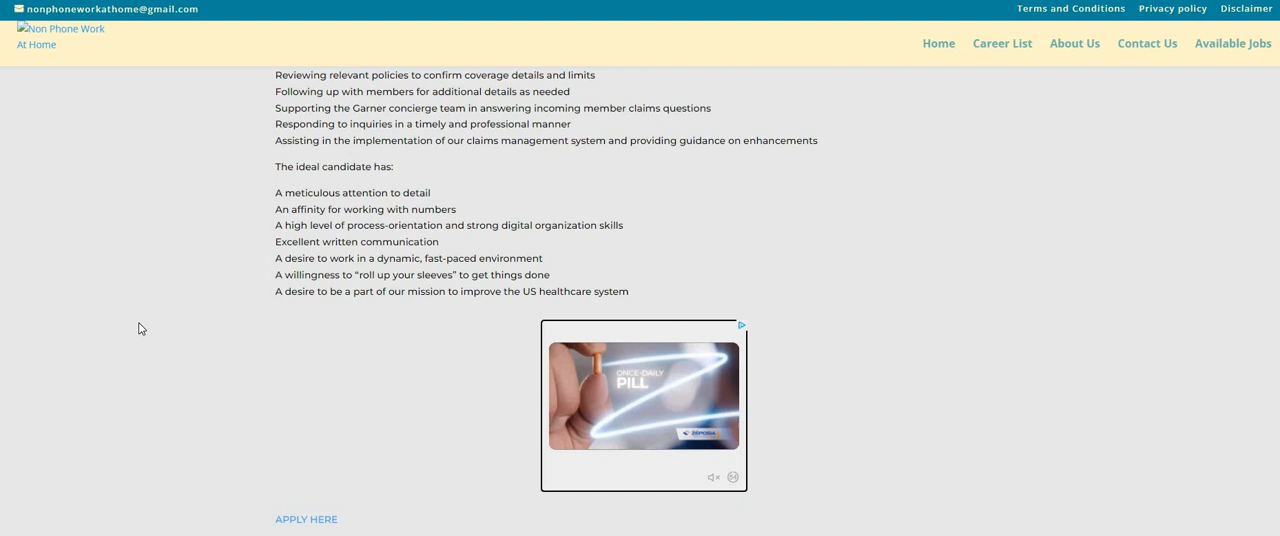 nonphoneworkathome@gmail.com
Terms and Conditions Privacy policy Disclaimer
Non Phone Work
At Home
Home Career List About Us Contact Us Available Jobs
Reviewing relevant policies to confirm coverage details and limits
Following up with members for additional details as needed
Supporting the Garner concierge team in answering incoming member claims questions
Responding to inquiries in a timely and professional manner
Assisting in the implementation of our claims management system and providing guidance on enhancements
The ideal candidate has:
A meticulous attention to detail
An affinity for working with numbers
A high level of process-orientation and strong digital organization skills
Excellent written communication
A desire to work in a dynamic, fast-paced environment
A willingness to “roll up your sleeves” to get things done
A desire to be a part of our mission to improve the US healthcare system
ONCE-DAILY
PILL
ZEPOSIA
APPLY HERE